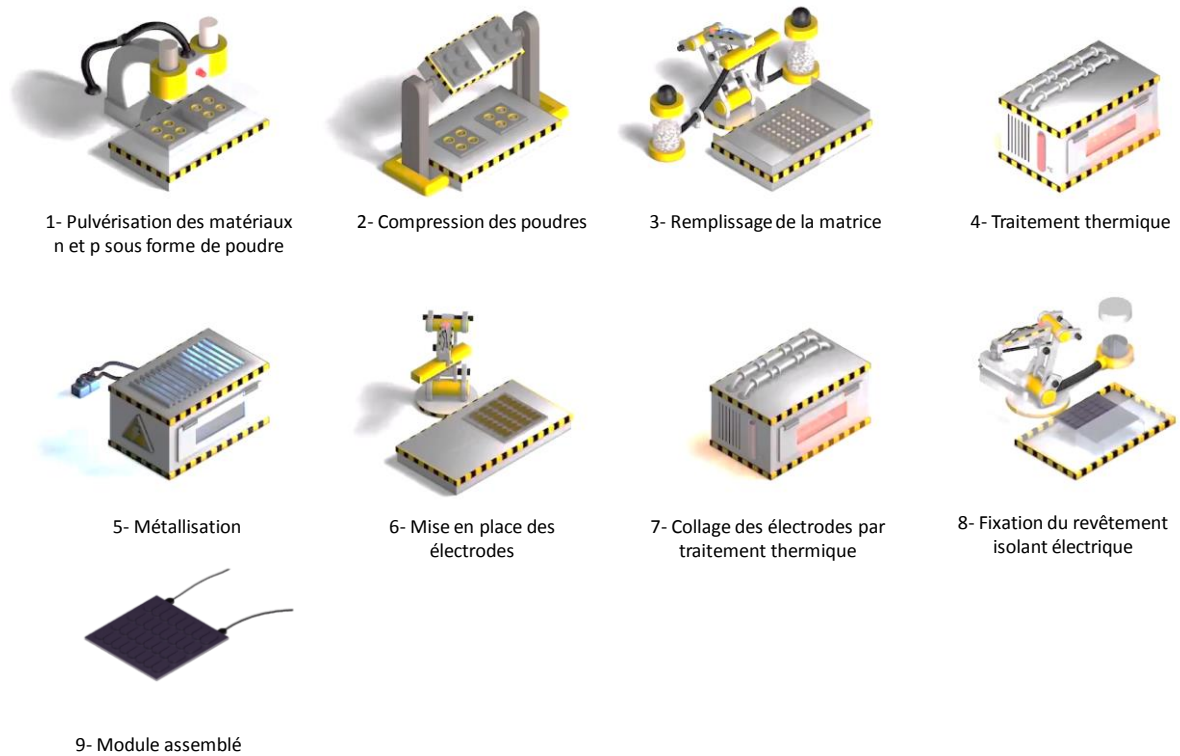 1- Pulvérisation des matériaux
n et p sous forme de poudre
2- Compression des poudres
3- Remplissage de la matrice
4- Traitement thermique
5- Métallisation
6- Mise en place des
électrodes
7- Collage des électrodes par
traitement thermique
8- Fixation du revêtement
isolant électrique
9- Module assemblé